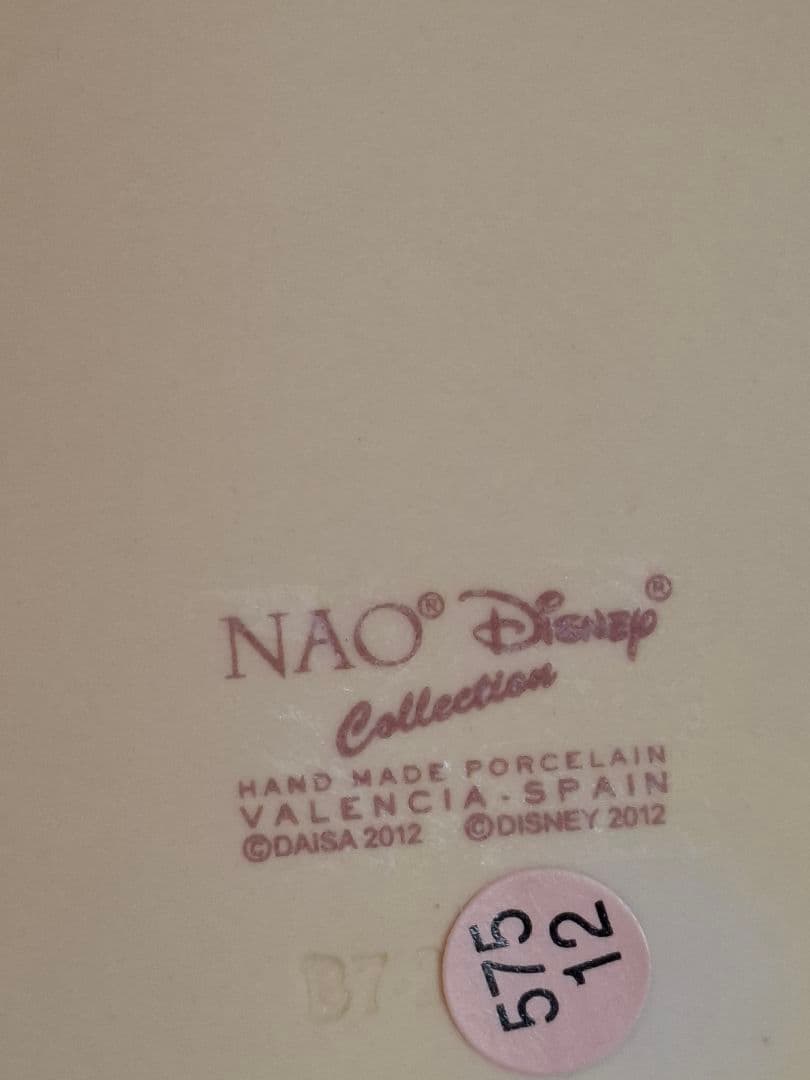 NAO® Disney®
Collection
HAND MADE PORCELAIN
VALENCIA - SPAIN
©DAISA 2012 ©DISNEY 2012
575
12